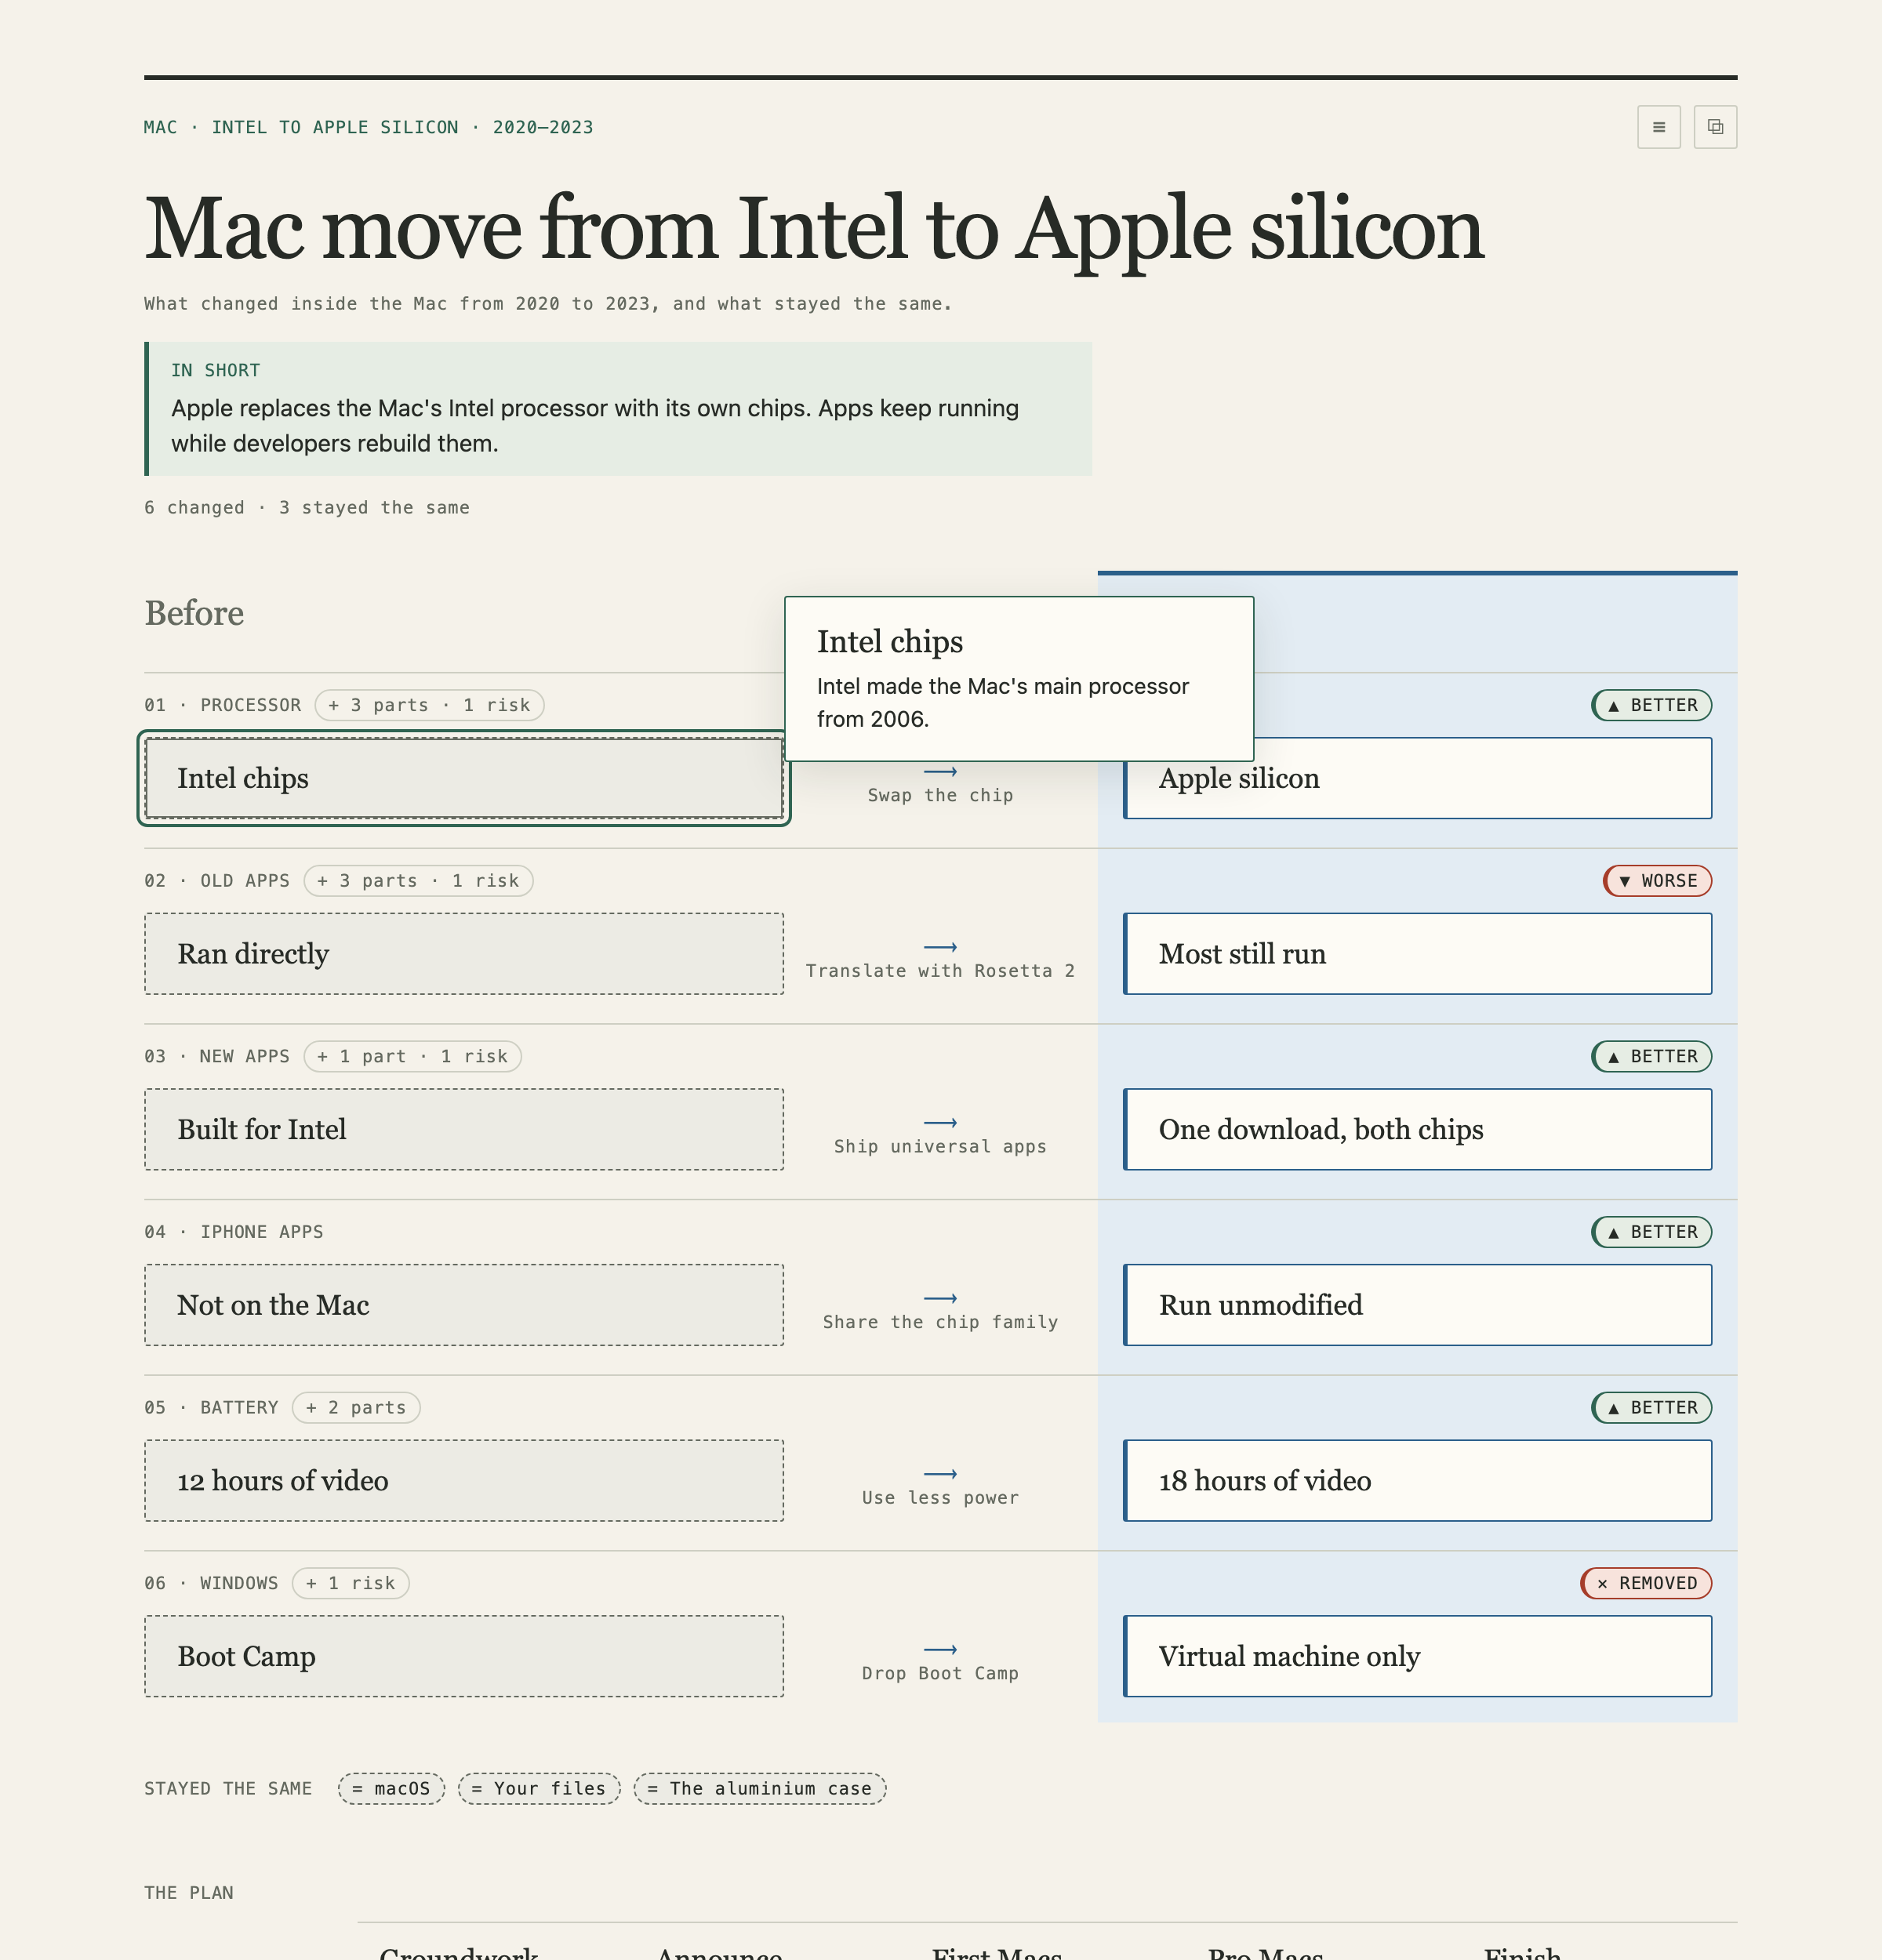 MAC · INTEL TO APPLE SILICON · 2020–2023
Mac move from Intel to Apple silicon
What changed inside the Mac from 2020 to 2023, and what stayed the same.
IN SHORT
Apple replaces the Mac's Intel processor with its own chips. Apps keep running
while developers rebuild them.
6 changed · 3 stayed the same
Before
Intel chips
Intel made the Mac's main processor
from 2006.
01 · PROCESSOR
+ 3 parts · 1 risk
▲ BETTER
Intel chips
Swap the chip
Apple silicon
02 · OLD APPS
+ 3 parts · 1 risk
▼ WORSE
Ran directly
Translate with Rosetta 2
Most still run
03 · NEW APPS
+ 1 part · 1 risk
▲ BETTER
Built for Intel
Ship universal apps
One download, both chips
04 · IPHONE APPS
▲ BETTER
Not on the Mac
Share the chip family
Run unmodified
05 · BATTERY
+ 2 parts
▲ BETTER
12 hours of video
Use less power
18 hours of video
06 · WINDOWS
+ 1 risk
× REMOVED
Boot Camp
Drop Boot Camp
Virtual machine only
STAYED THE SAME
= macOS
= Your files
= The aluminium case
THE PLAN
Groundwork
Announce
First Macs
Pro Macs
Finish